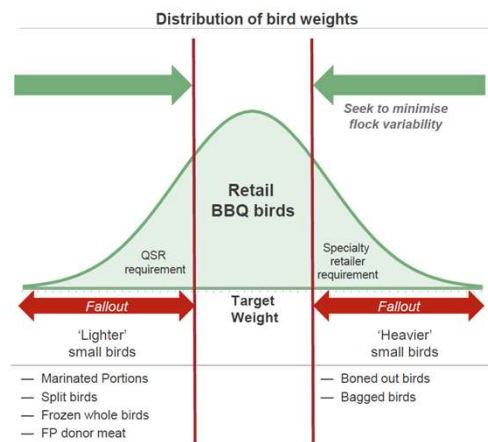 Distribution of bird weights
Seek to minimise
flock variability
Retail
BBQ birds
QSR
requirement
Specialty
retailer
requirement
Fallout
Target
Weight
Fallout
‘Lighter’
small birds
‘Heavier’
small birds
— Marinated Portions
— Split birds
— Frozen whole birds
— FP donor meat
— Boned out birds
— Bagged birds